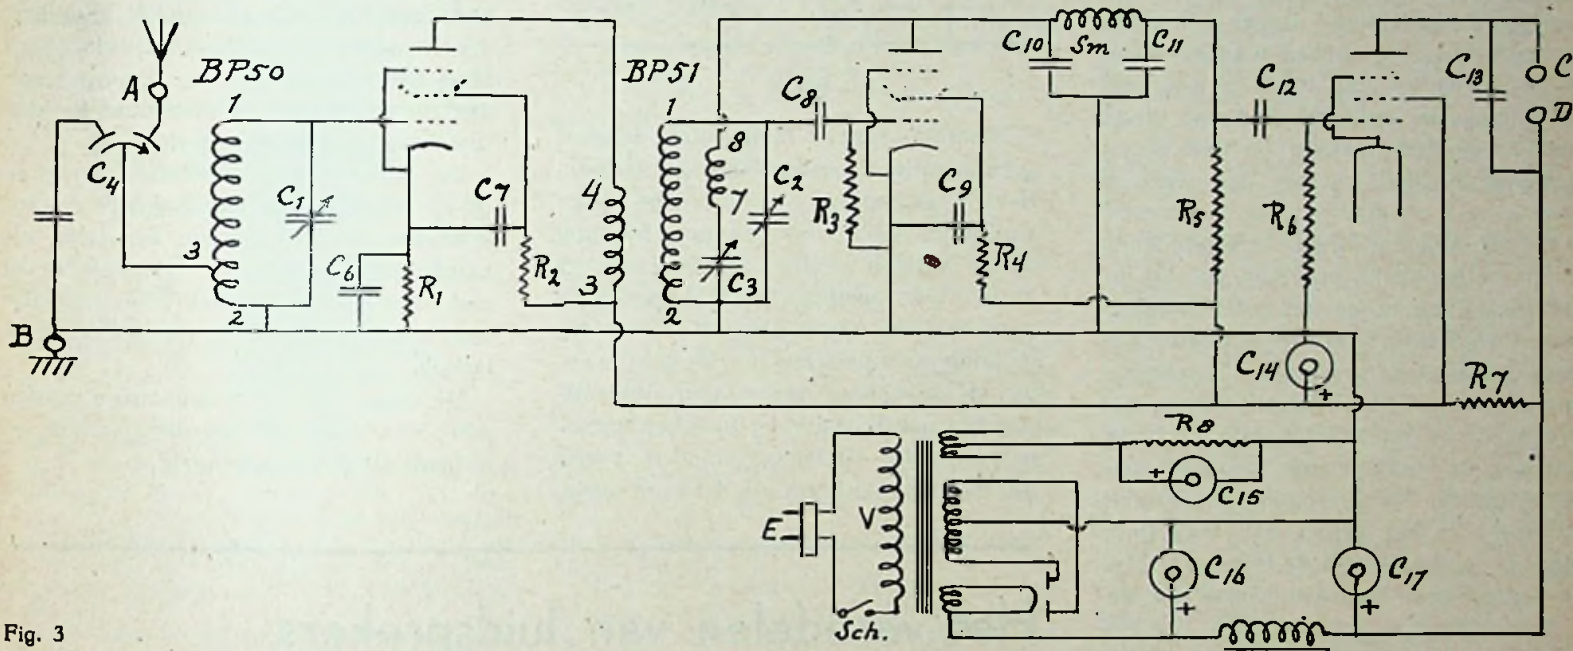 BP50
A
1
C4
C1
3
2
B
C6
R1
C7
R2
4
3
BP51
1
8
7
C2
C3
2
C8
R3
C9
R4
C10
Sm
C11
R5
C12
R6
C13
C
D
C14
+
R7
R8
+
C15
E
V
Sch.
C16
+
C17
+
Fig. 3